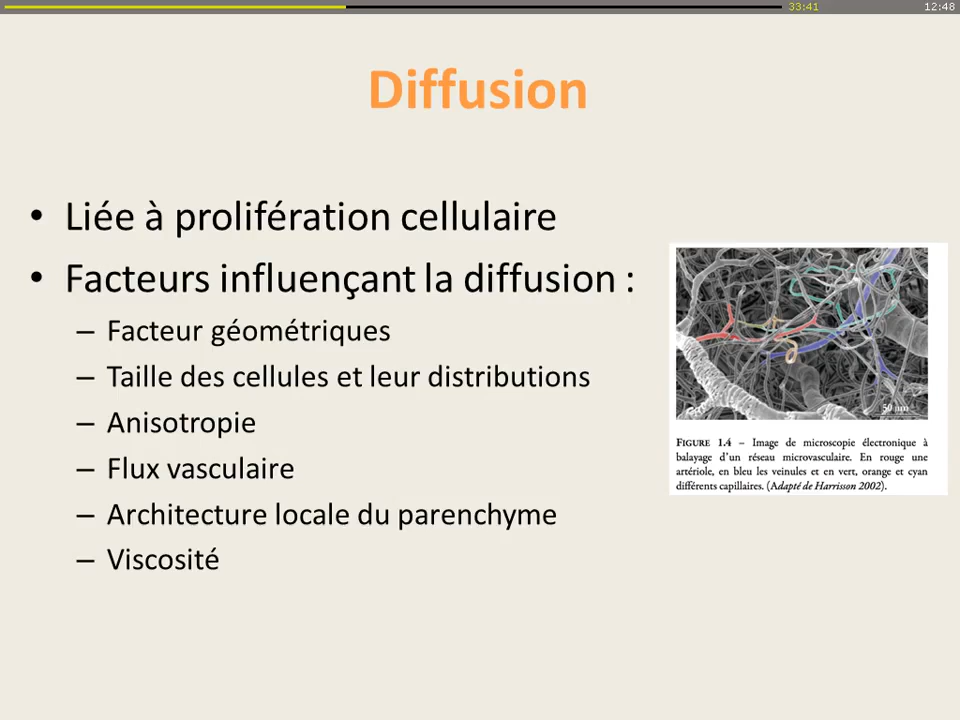 33:41
12:48
Diffusion
• Liée à prolifération cellulaire
• Facteurs influençant la diffusion :
– Facteur géométriques
– Taille des cellules et leur distributions
– Anisotropie
– Flux vasculaire
– Architecture locale du parenchyme
– Viscosité
50 µm
FIGURE 1.4 – Image de microscopie électronique à
balayage d'un réseau microvasculaire. En rouge une
artériole, en bleu les veinules et en vert, orange et cyan
différents capillaires. (Adapté de Harrisson 2002).